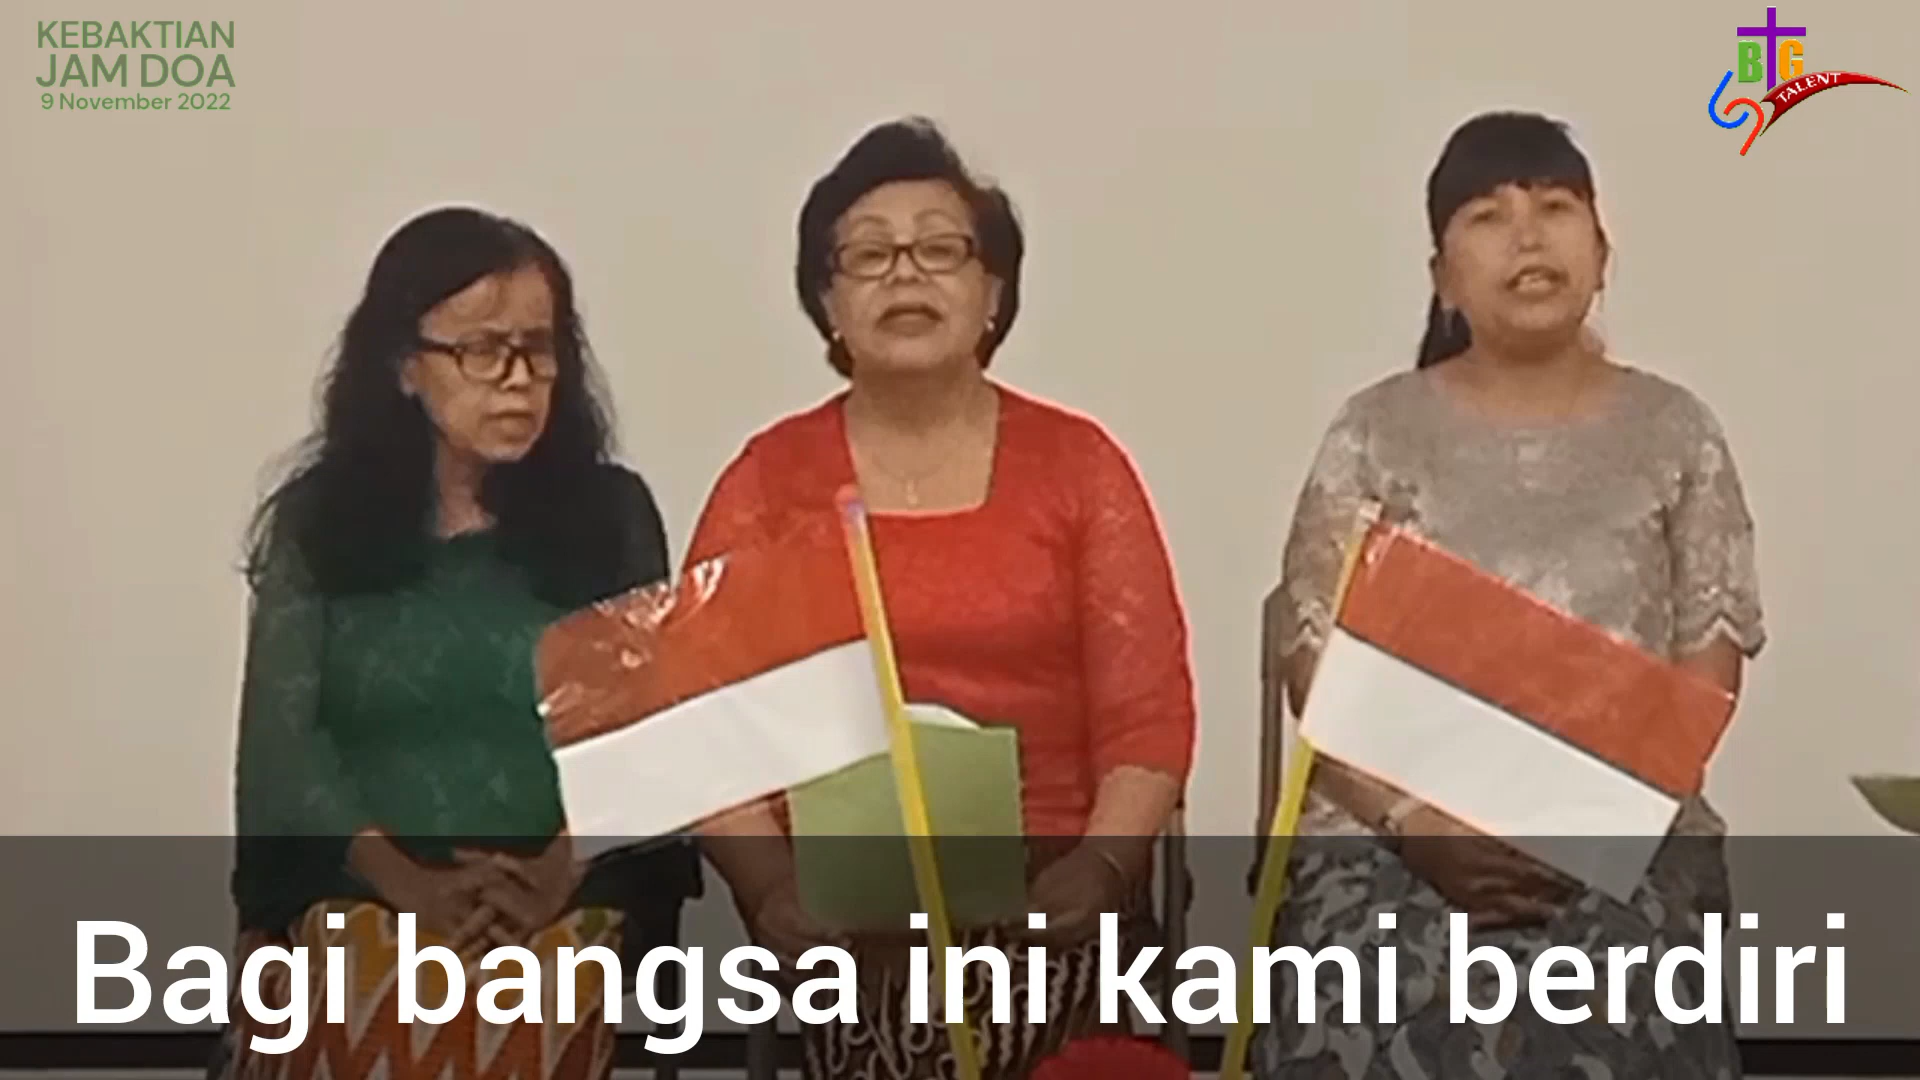 KEBAKTIAN
JAM DOA
9 November 2022
BTG
TALENT
Bagi bangsa ini kami berdiri